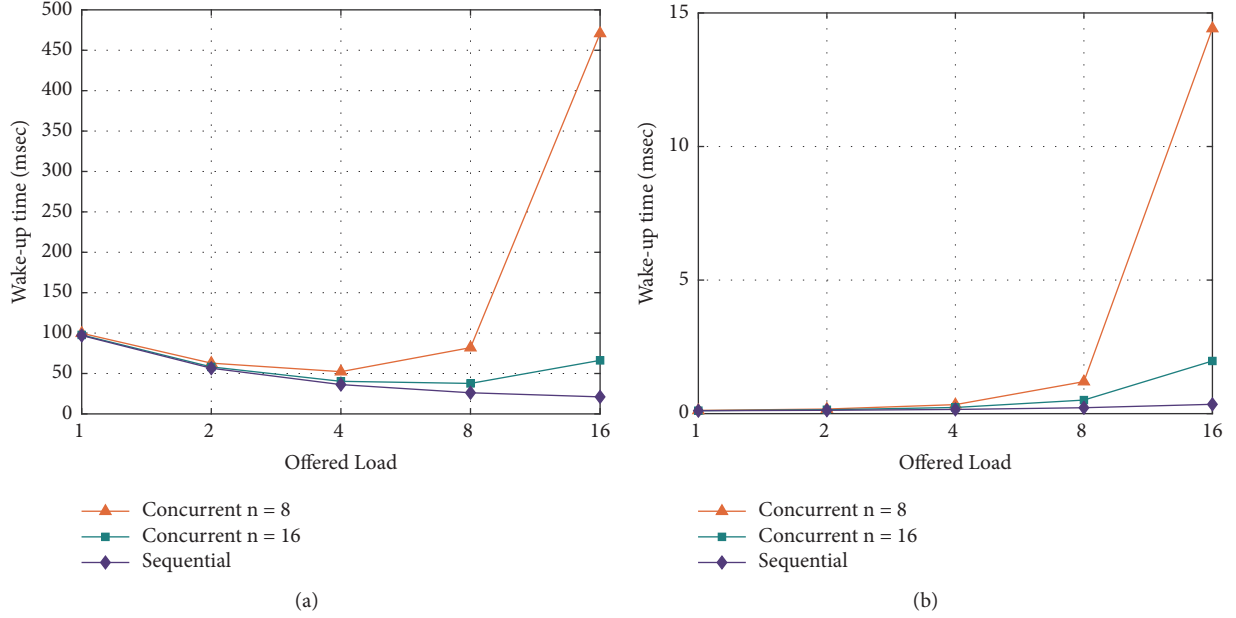 500
450
400
350
300
250
200
150
100
50
0
Wake-up time (msec)
1 2 4 8 16
Offered Load
Concurrent n = 8
Concurrent n = 16
Sequential
(a)
15
10
5
0
Wake-up time (msec)
1 2 4 8 16
Offered Load
Concurrent n = 8
Concurrent n = 16
Sequential
(b)